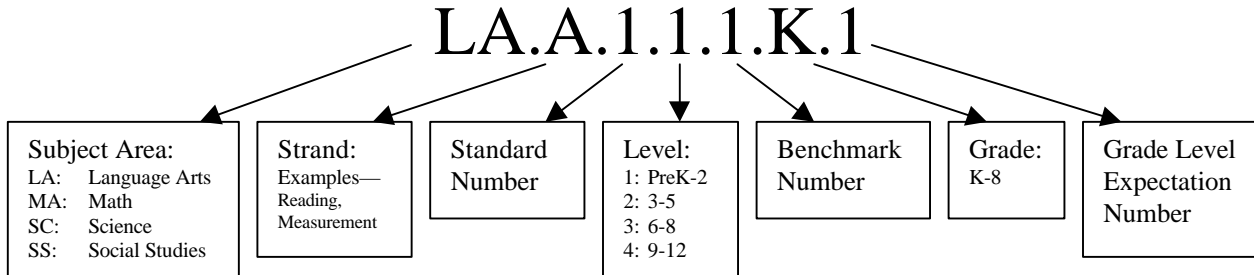 LA.A.1.1.1.K.1
Subject Area:
LA: Language Arts
MA: Math
SC: Science
SS: Social Studies
Strand:
Examples—
Reading,
Measurement
Standard
Number
Level:
1: PreK-2
2: 3-5
3: 6-8
4: 9-12
Benchmark
Number
Grade:
K-8
Grade Level
Expectation
Number